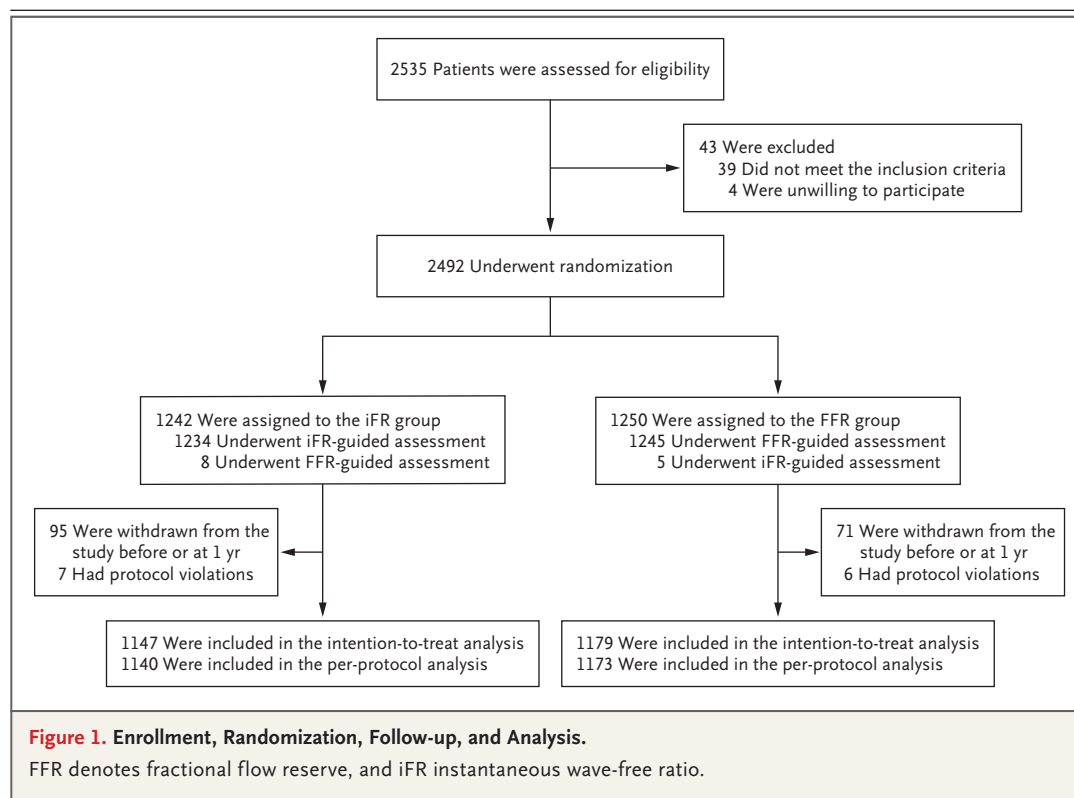 2535 Patients were assessed for eligibility
43 Were excluded
39 Did not meet the inclusion criteria
4 Were unwilling to participate
2492 Underwent randomization
1242 Were assigned to the iFR group
1234 Underwent iFR-guided assessment
8 Underwent FFR-guided assessment
1250 Were assigned to the FFR group
1245 Underwent FFR-guided assessment
5 Underwent iFR-guided assessment
95 Were withdrawn from the
study before or at 1 yr
7 Had protocol violations
71 Were withdrawn from the
study before or at 1 yr
6 Had protocol violations
1147 Were included in the intention-to-treat analysis
1140 Were included in the per-protocol analysis
1179 Were included in the intention-to-treat analysis
1173 Were included in the per-protocol analysis
Figure 1. Enrollment, Randomization, Follow-up, and Analysis.
FFR denotes fractional flow reserve, and iFR instantaneous wave-free ratio.